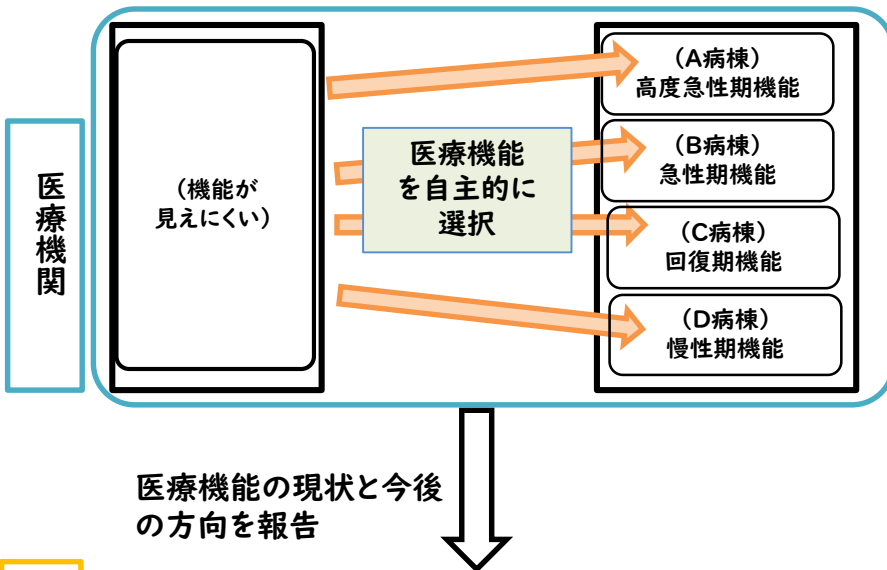 医療機関
(機能が
見えにくい)
医療機能
を自主的に
選択
(A病棟)
高度急性期機能
(B病棟)
急性期機能
(C病棟)
回復期機能
(D病棟)
慢性期機能
医療機能の現状と今後
の方向を報告